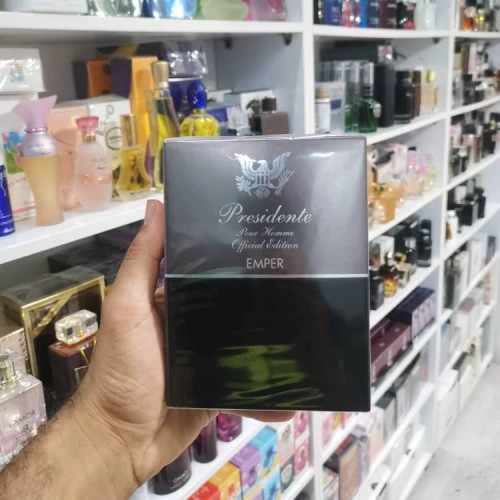 Presidente
Pour Homme
Official Edition
EMPER